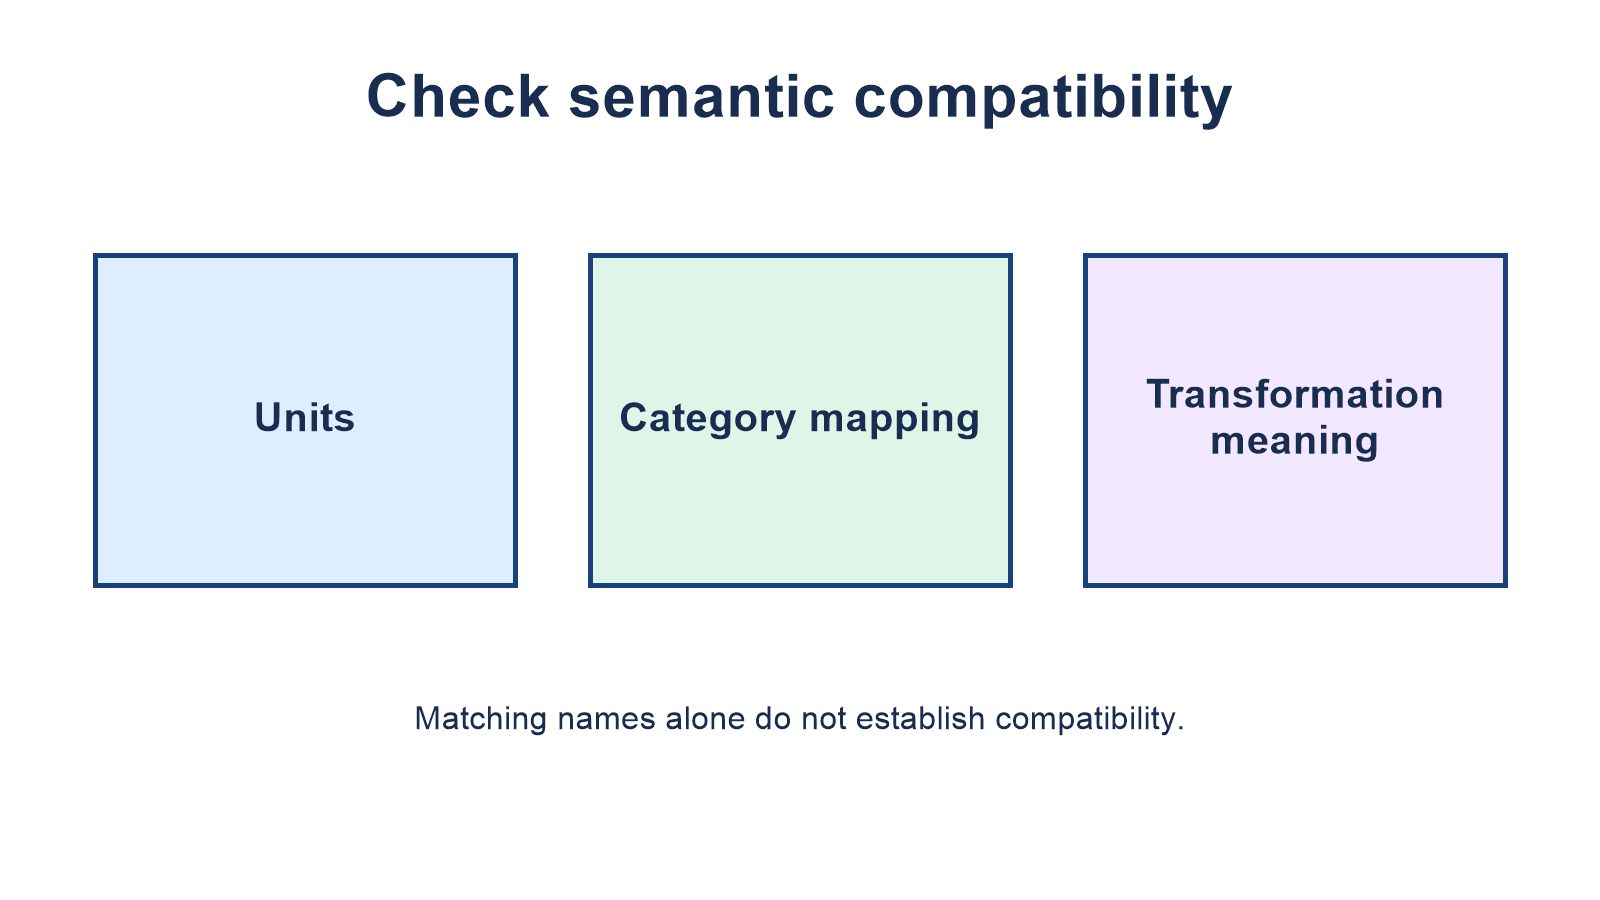 Check semantic compatibility
Units
Category mapping
Transformation
meaning
Matching names alone do not establish compatibility.